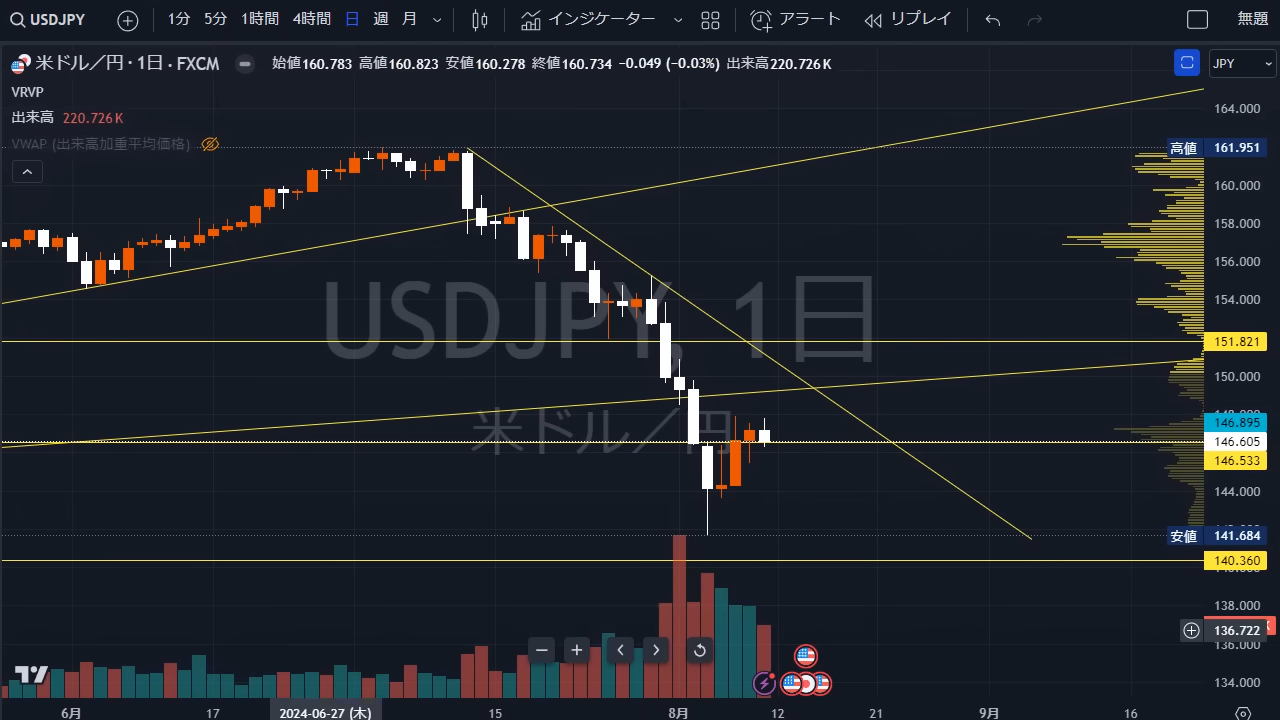 USDJPY 1分 5分 1時間 4時間 日 週 月 インジケーター アラート リプレイ 無題
米ドル／円 · 1日 · FXCM 始値160.783 高値160.823 安値160.278 終値160.734 −0.049 (−0.03%) 出来高220.726K JPY
VRVP
出来高 220.726K
VWAP (出来高加重平均価格)
164.000
高値 161.951
160.000
158.000
156.000
154.000
USDJPY, 1日
151.821
150.000
米ドル／円
146.895
146.605
146.533
144.000
安値 141.684
140.360
138.000
136.722
136.000
134.000
6月 17 2024-06-27 (木) 15 8月 12 21 9月 16